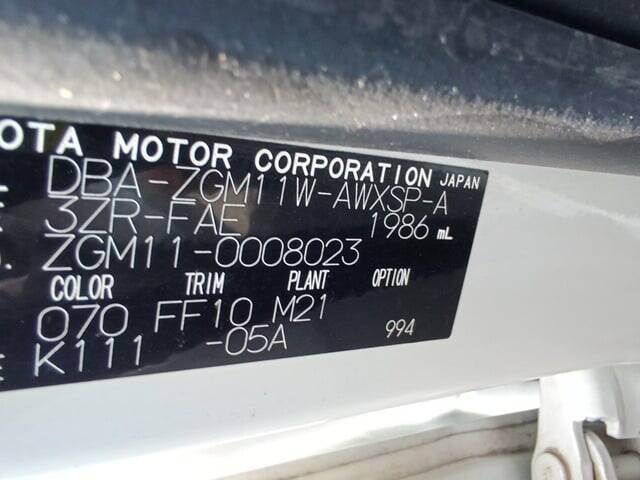 OTA MOTOR CORPORATION JAPAN
DBA-ZGM11W-AWXSP-A
3ZR-FAE 1986 mL
ZGM11-0008023
COLOR TRIM PLANT OPTION
070 FF10 M21
K111 -05A 994